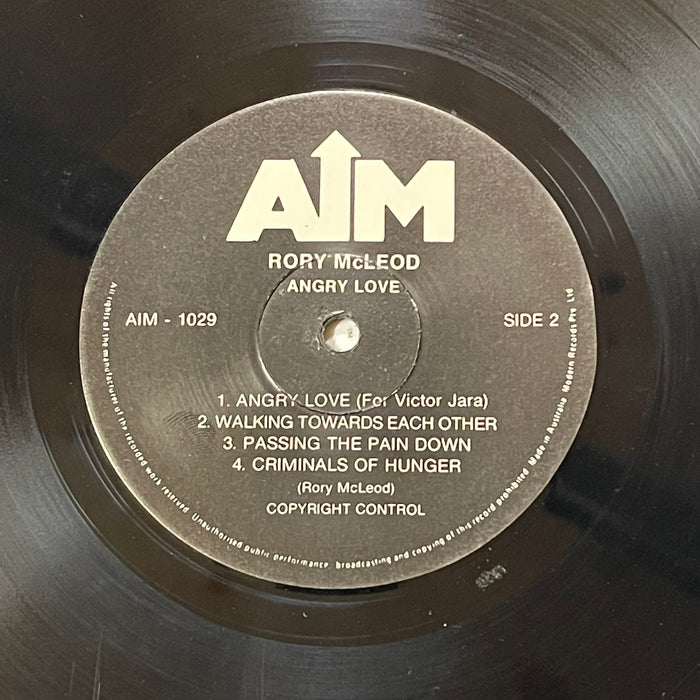 AIM
RORY McLEOD
ANGRY LOVE
AIM - 1029
SIDE 2
1. ANGRY LOVE (For Victor Jara)
2. WALKING TOWARDS EACH OTHER
3. PASSING THE PAIN DOWN
4. CRIMINALS OF HUNGER
(Rory McLeod)
COPYRIGHT CONTROL
All rights of the manufacturer of the recorded work reserved. Unauthorised public performance broadcasting and copying of this record prohibited. Made in Australia Modern Records Pty Ltd